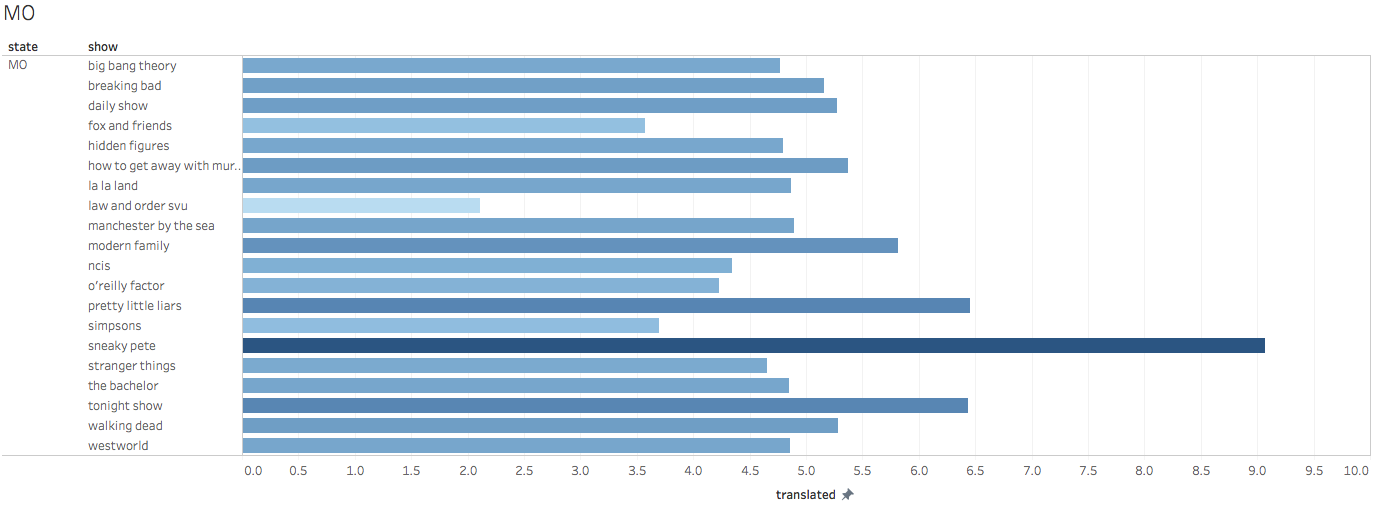 MO
state show
MO big bang theory
breaking bad
daily show
fox and friends
hidden figures
how to get away with mur..
la la land
law and order svu
manchester by the sea
modern family
ncis
o'reilly factor
pretty little liars
simpsons
sneaky pete
stranger things
the bachelor
tonight show
walking dead
westworld
0.0 0.5 1.0 1.5 2.0 2.5 3.0 3.5 4.0 4.5 5.0 5.5 6.0 6.5 7.0 7.5 8.0 8.5 9.0 9.5 10.0
translated